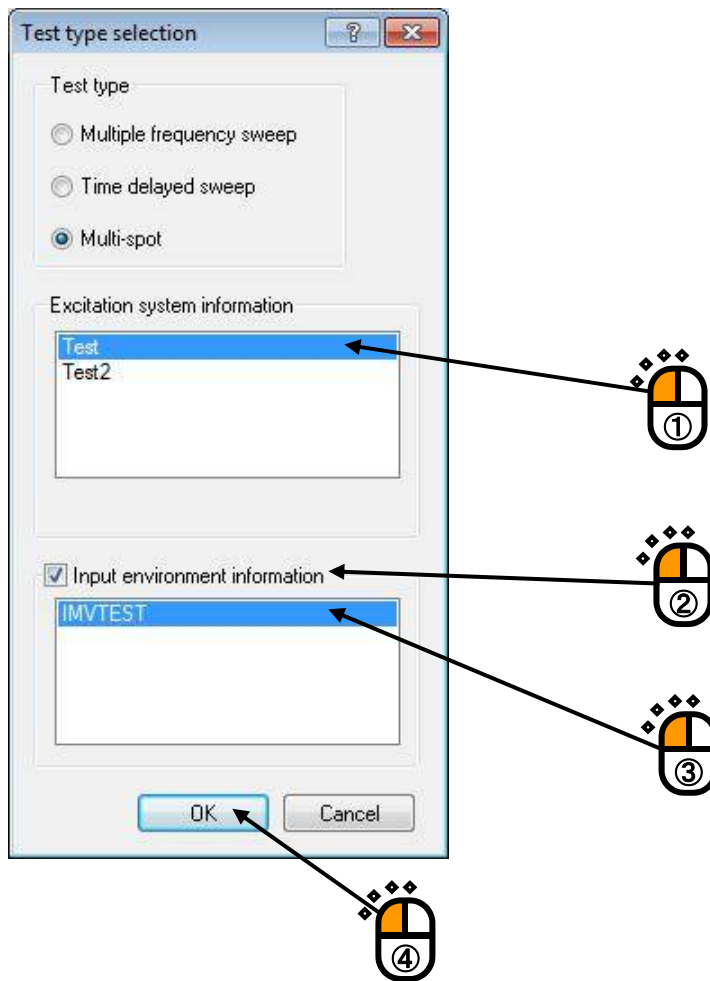 Test type selection
Test type
Multiple frequency sweep
Time delayed sweep
Multi-spot
Excitation system information
Test
Test2
①
Input environment information
②
IMVTEST
③
OK Cancel
④